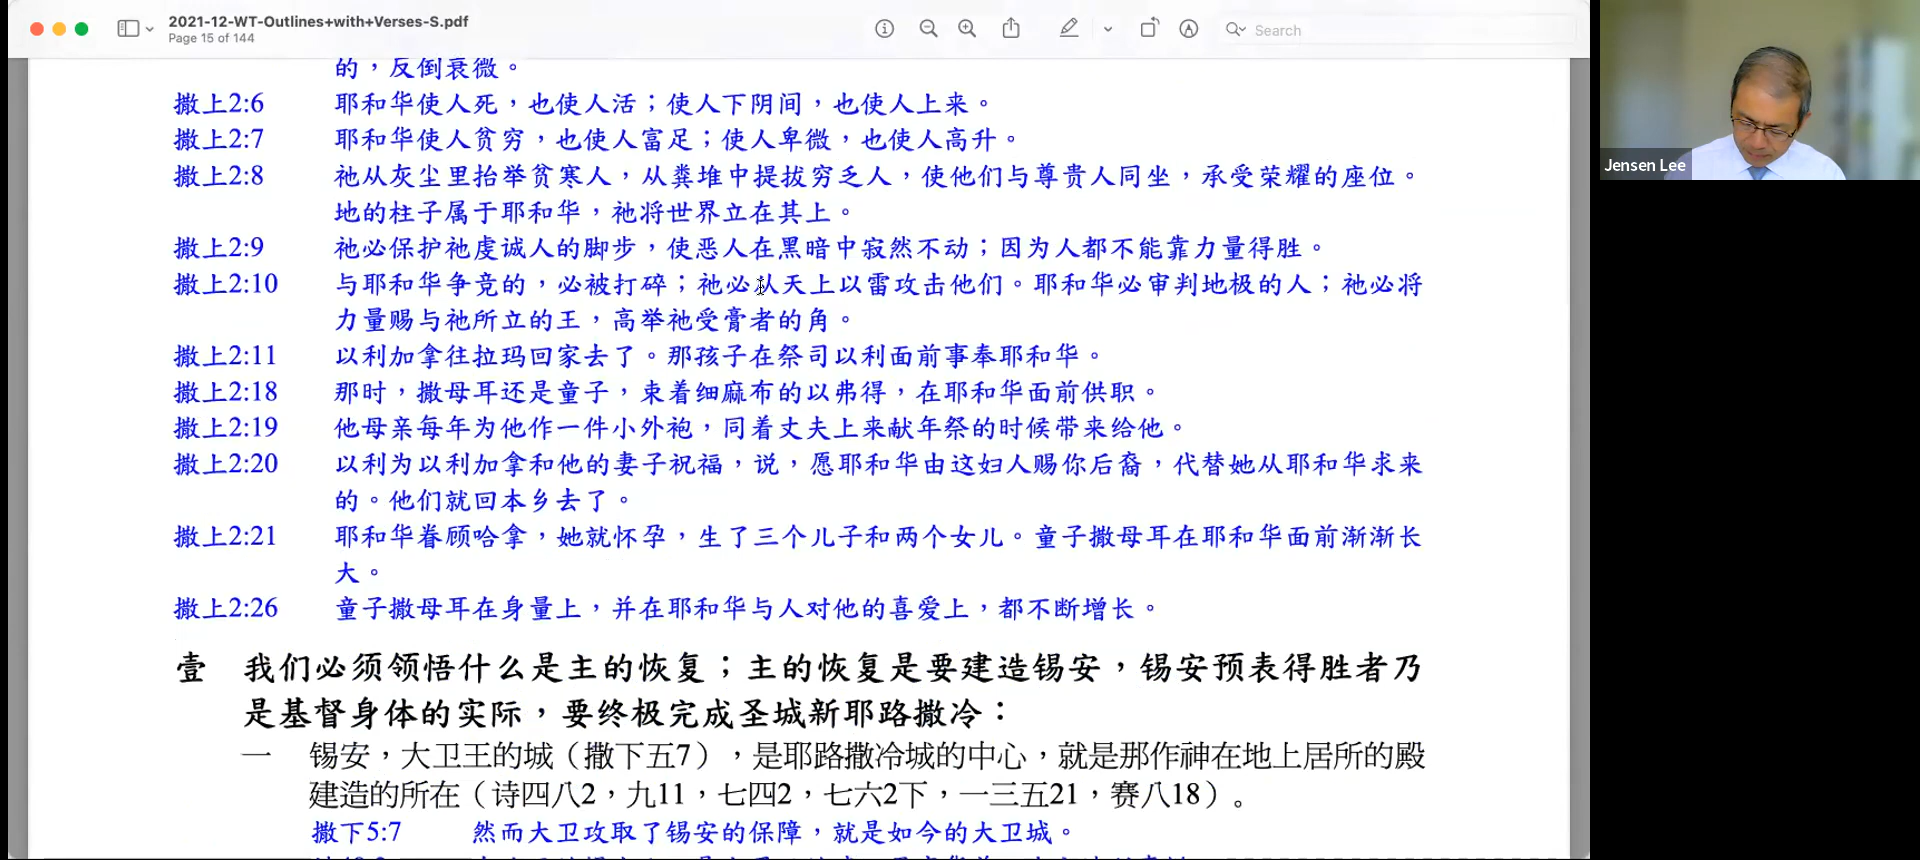 2021-12-WT-Outlines+with+Verses-S.pdf
Page 15 of 144
Search
Jensen Lee
的，反倒衰微。
撒上2:6 耶和华使人死，也使人活；使人下阴间，也使人上来。
撒上2:7 耶和华使人贫穷，也使人富足；使人卑微，也使人高升。
撒上2:8 祂从灰尘里抬举贫寒人，从粪堆中提拔穷乏人，使他们与尊贵人同坐，承受荣耀的座位。
地的柱子属于耶和华，祂将世界立在其上。
撒上2:9 祂必保护祂虔诚人的脚步，使恶人在黑暗中寂然不动；因为人都不能靠力量得胜。
撒上2:10 与耶和华争竞的，必被打碎；祂必从天上以雷攻击他们。耶和华必审判地极的人；祂必将
力量赐与祂所立的王，高举祂受膏者的角。
撒上2:11 以利加拿往拉玛回家去了。那孩子在祭司以利面前事奉耶和华。
撒上2:18 那时，撒母耳还是童子，束着细麻布的以弗得，在耶和华面前供职。
撒上2:19 他母亲每年为他作一件小外袍，同着丈夫上来献年祭的时候带来给他。
撒上2:20 以利为以利加拿和他的妻子祝福，说，愿耶和华由这妇人赐你后裔，代替她从耶和华求来
的。他们就回本乡去了。
撒上2:21 耶和华眷顾哈拿，她就怀孕，生了三个儿子和两个女儿。童子撒母耳在耶和华面前渐渐长
大。
撒上2:26 童子撒母耳在身量上，并在耶和华与人对他的喜爱上，都不断增长。
壹 我们必须领悟什么是主的恢复；主的恢复是要建造锡安，锡安预表得胜者乃
是基督身体的实际，要终极完成圣城新耶路撒冷：
一 锡安，大卫王的城（撒下五7），是耶路撒冷城的中心，就是那作神在地上居所的殿
建造的所在（诗四八2，九11，七四2，七六2下，一三五21，赛八18）。
撒下5:7 然而大卫攻取了锡安的保障，就是如今的大卫城。